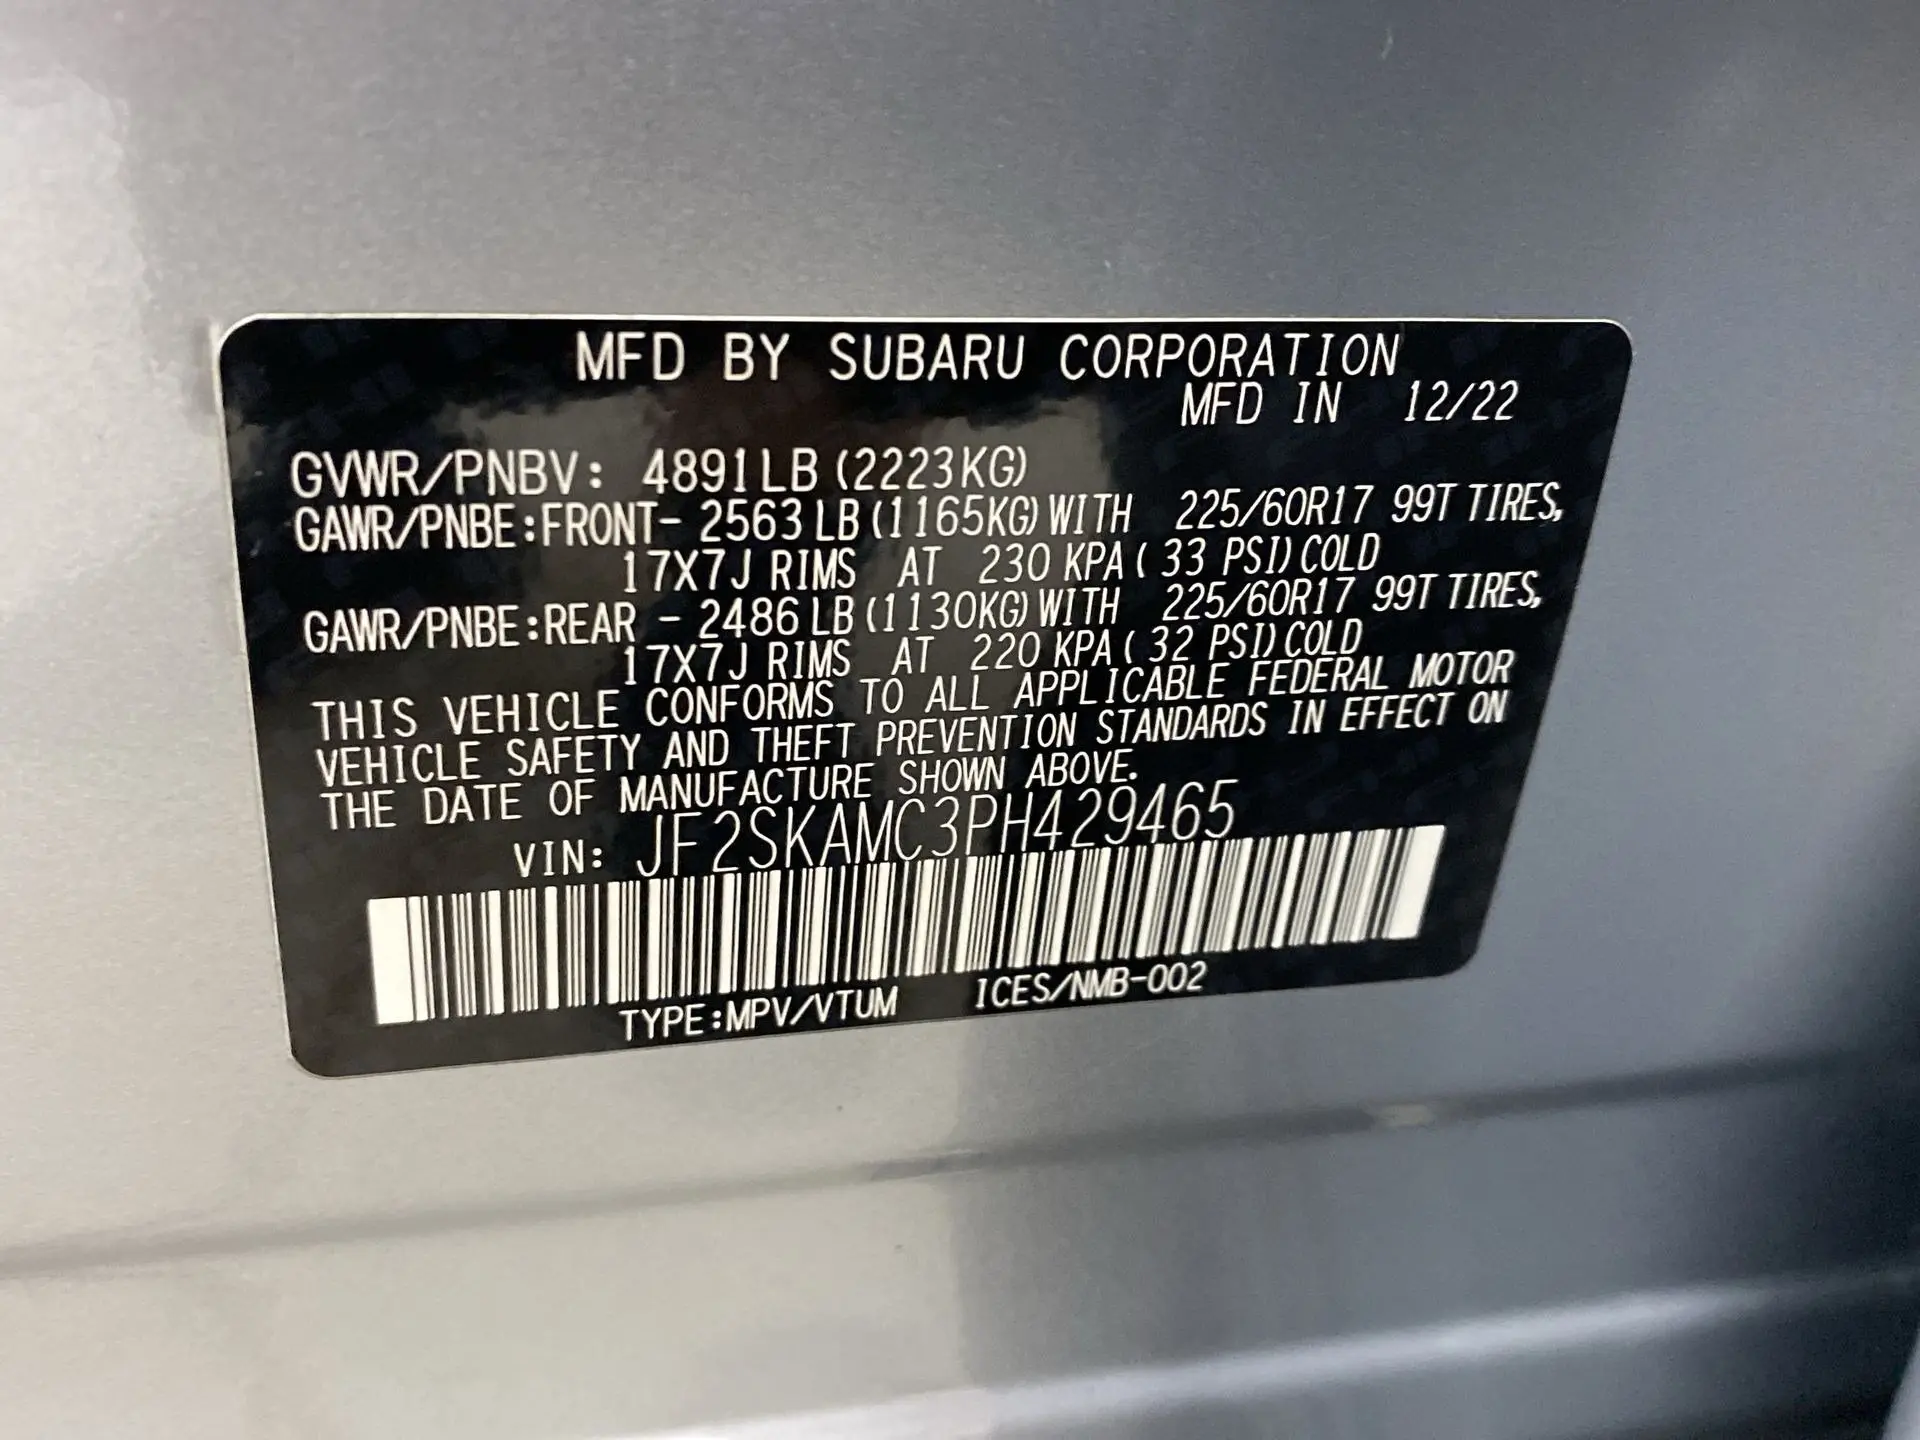 MFD BY SUBARU CORPORATION
MFD IN 12/22
GVWR/PNBV: 4891LB (2223KG)
GAWR/PNBE:FRONT- 2563LB(1165KG)WITH 225/60R17 99T TIRES,
17X7J RIMS AT 230 KPA( 33 PSI)COLD
GAWR/PNBE:REAR - 2486LB(1130KG)WITH 225/60R17 99T TIRES,
17X7J RIMS AT 220 KPA( 32 PSI)COLD
THIS VEHICLE CONFORMS TO ALL APPLICABLE FEDERAL MOTOR
VEHICLE SAFETY AND THEFT PREVENTION STANDARDS IN EFFECT ON
THE DATE OF MANUFACTURE SHOWN ABOVE.
VIN: JF2SKAMC3PH429465
TYPE:MPV/VTUM ICES/NMB-002